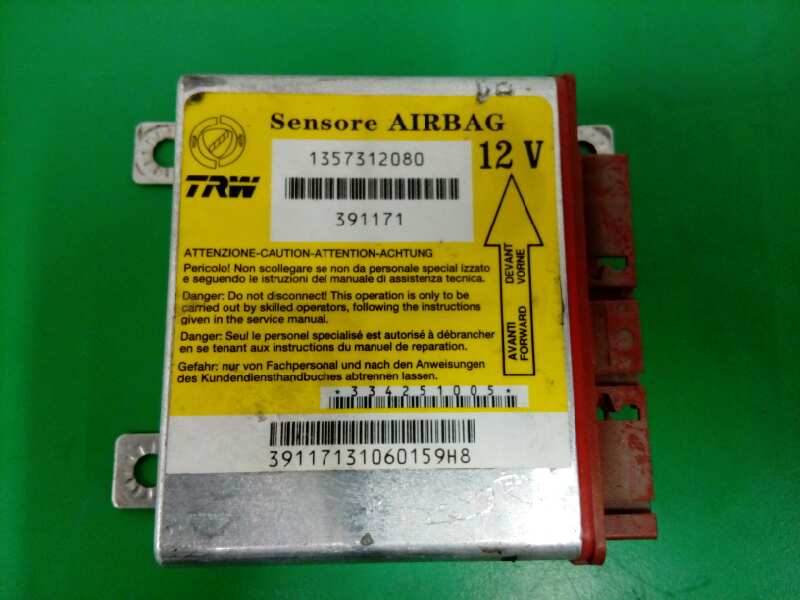 Sensore AIRBAG
1357312080
12 V
TRW
391171
ATTENZIONE-CAUTION-ATTENTION-ACHTUNG
Pericolo! Non scollegare se non da personale special izzato
e seguendo le istruzioni del manuale di assistenza tecnica.
Danger: Do not disconnect! This operation is only to be
carried out by skilled operators, following the instructions
given in the service manual.
Danger: Seul le personel specialisé est autorisé à débrancher
en se tenant aux instructions du manuel de reparation.
Gefahr: nur von Fachpersonal und nach den Anweisungen
des Kundendiensthandbuches abtrennen lassen.
DEVANT
VORNE
AVANTI
FORWARD
*334251005*
39117131060159H8